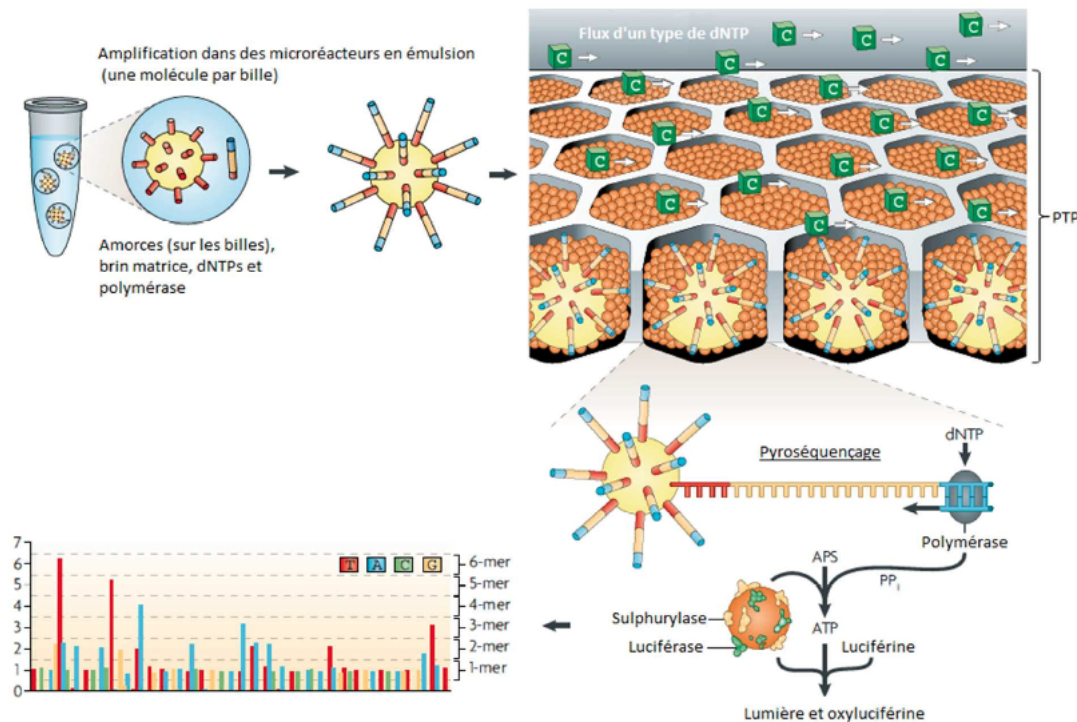 Amplification dans des microréacteurs en émulsion
(une molécule par bille)
Amorces (sur les billes),
brin matrice, dNTPs et
polymérase
Flux d'un type de dNTP
C C C C
C C
C C
C C C
C C C
C C C C
PTP
Pyroséquençage
dNTP
Polymérase
APS
PPi
Sulphurylase
ATP
Luciférase
Luciférine
Lumière et oxyluciférine
7
6
5
4
3
2
1
0
T A C G
6-mer
5-mer
4-mer
3-mer
2-mer
1-mer